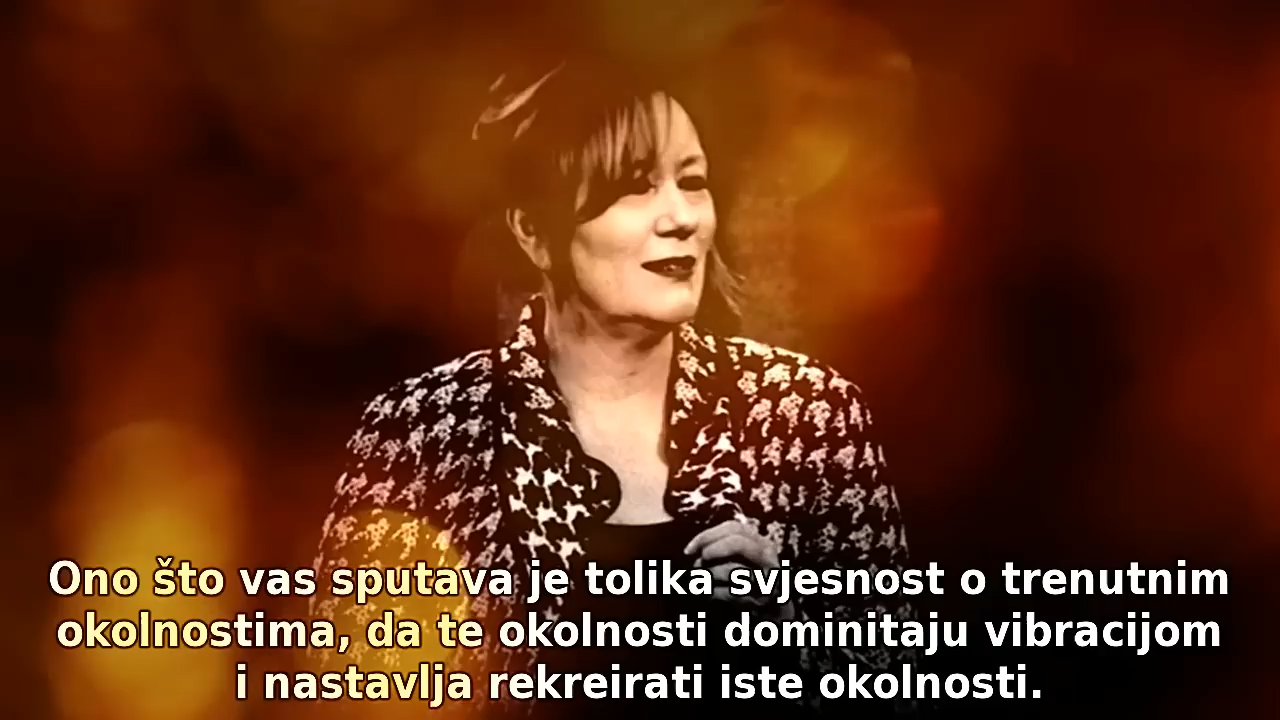 Ono što vas sputava je tolika svjesnost o trenutnim
okolnostima, da te okolnosti dominitaju vibracijom
i nastavlja rekreirati iste okolnosti.